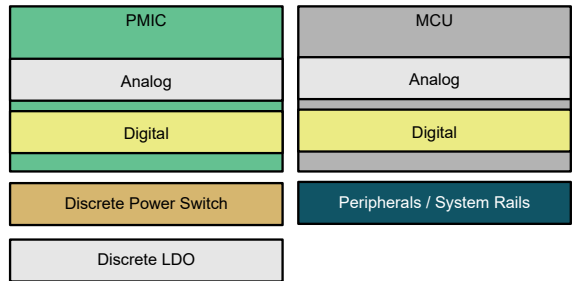 PMIC
Analog
Digital
MCU
Analog
Digital
Discrete Power Switch
Peripherals / System Rails
Discrete LDO